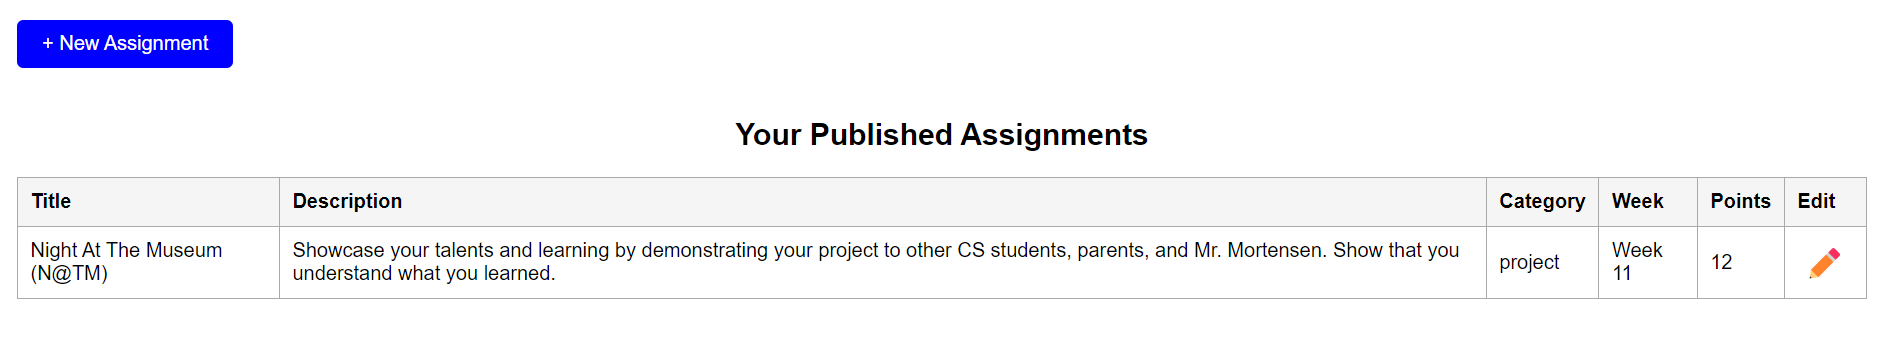 + New Assignment
Your Published Assignments
Title Description Category Week Points Edit
Night At The Museum
(N@TM)
Showcase your talents and learning by demonstrating your project to other CS students, parents, and Mr. Mortensen. Show that you
understand what you learned.
project
Week
11
12